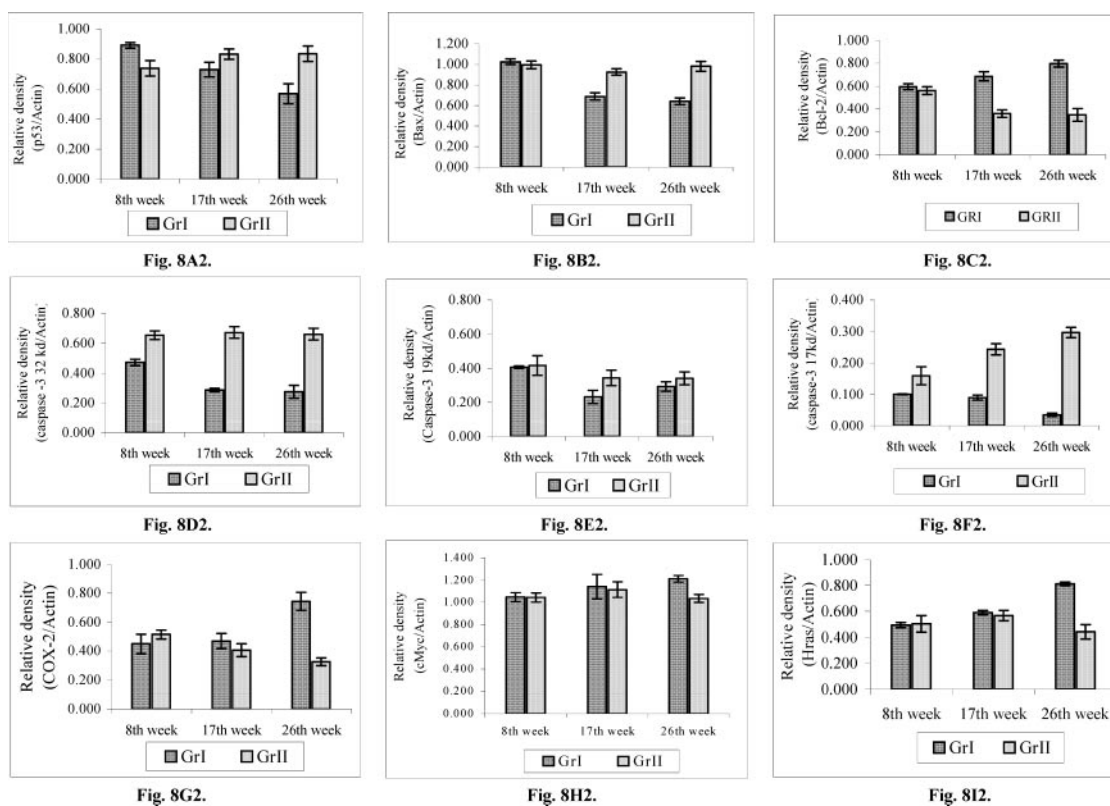 Relative density
(p53/Actin)
1.000
0.800
0.600
0.400
0.200
0.000
8th week 17th week 26th week
GrI GrII
Fig. 8A2.
Relative density
(Bax/Actin)
1.200
1.000
0.800
0.600
0.400
0.200
0.000
8th week 17th week 26th week
GrI GrII
Fig. 8B2.
Relative density
(Bcl-2/Actin)
1.000
0.800
0.600
0.400
0.200
0.000
8th week 17th week 26th week
GRI GRII
Fig. 8C2.
Relative density
(caspase -3 32 kd/Actin)
0.800
0.600
0.400
0.200
0.000
8th week 17th week 26th week
GrI GrII
Fig. 8D2.
Relative density
(Caspase-3 19kd/Actin)
0.800
0.600
0.400
0.200
0.000
8th week 17th week 26th week
GrI GrII
Fig. 8E2.
Relative density
(caspase-3 17kd/Actin)
0.400
0.300
0.200
0.100
0.000
8th week 17th week 26th week
GrI GrII
Fig. 8F2.
Relative density
(COX-2/Actin)
1.000
0.800
0.600
0.400
0.200
0.000
8th week 17th week 26th week
GrI GrII
Fig. 8G2.
Relative density
(cMyc/Actin)
1.400
1.200
1.000
0.800
0.600
0.400
0.200
0.000
8th week 17th week 26th week
GrI GrII
Fig. 8H2.
Relative density
(Hras/Actin)
1.000
0.800
0.600
0.400
0.200
0.000
8th week 17th week 26th week
GrI GrII
Fig. 8I2.